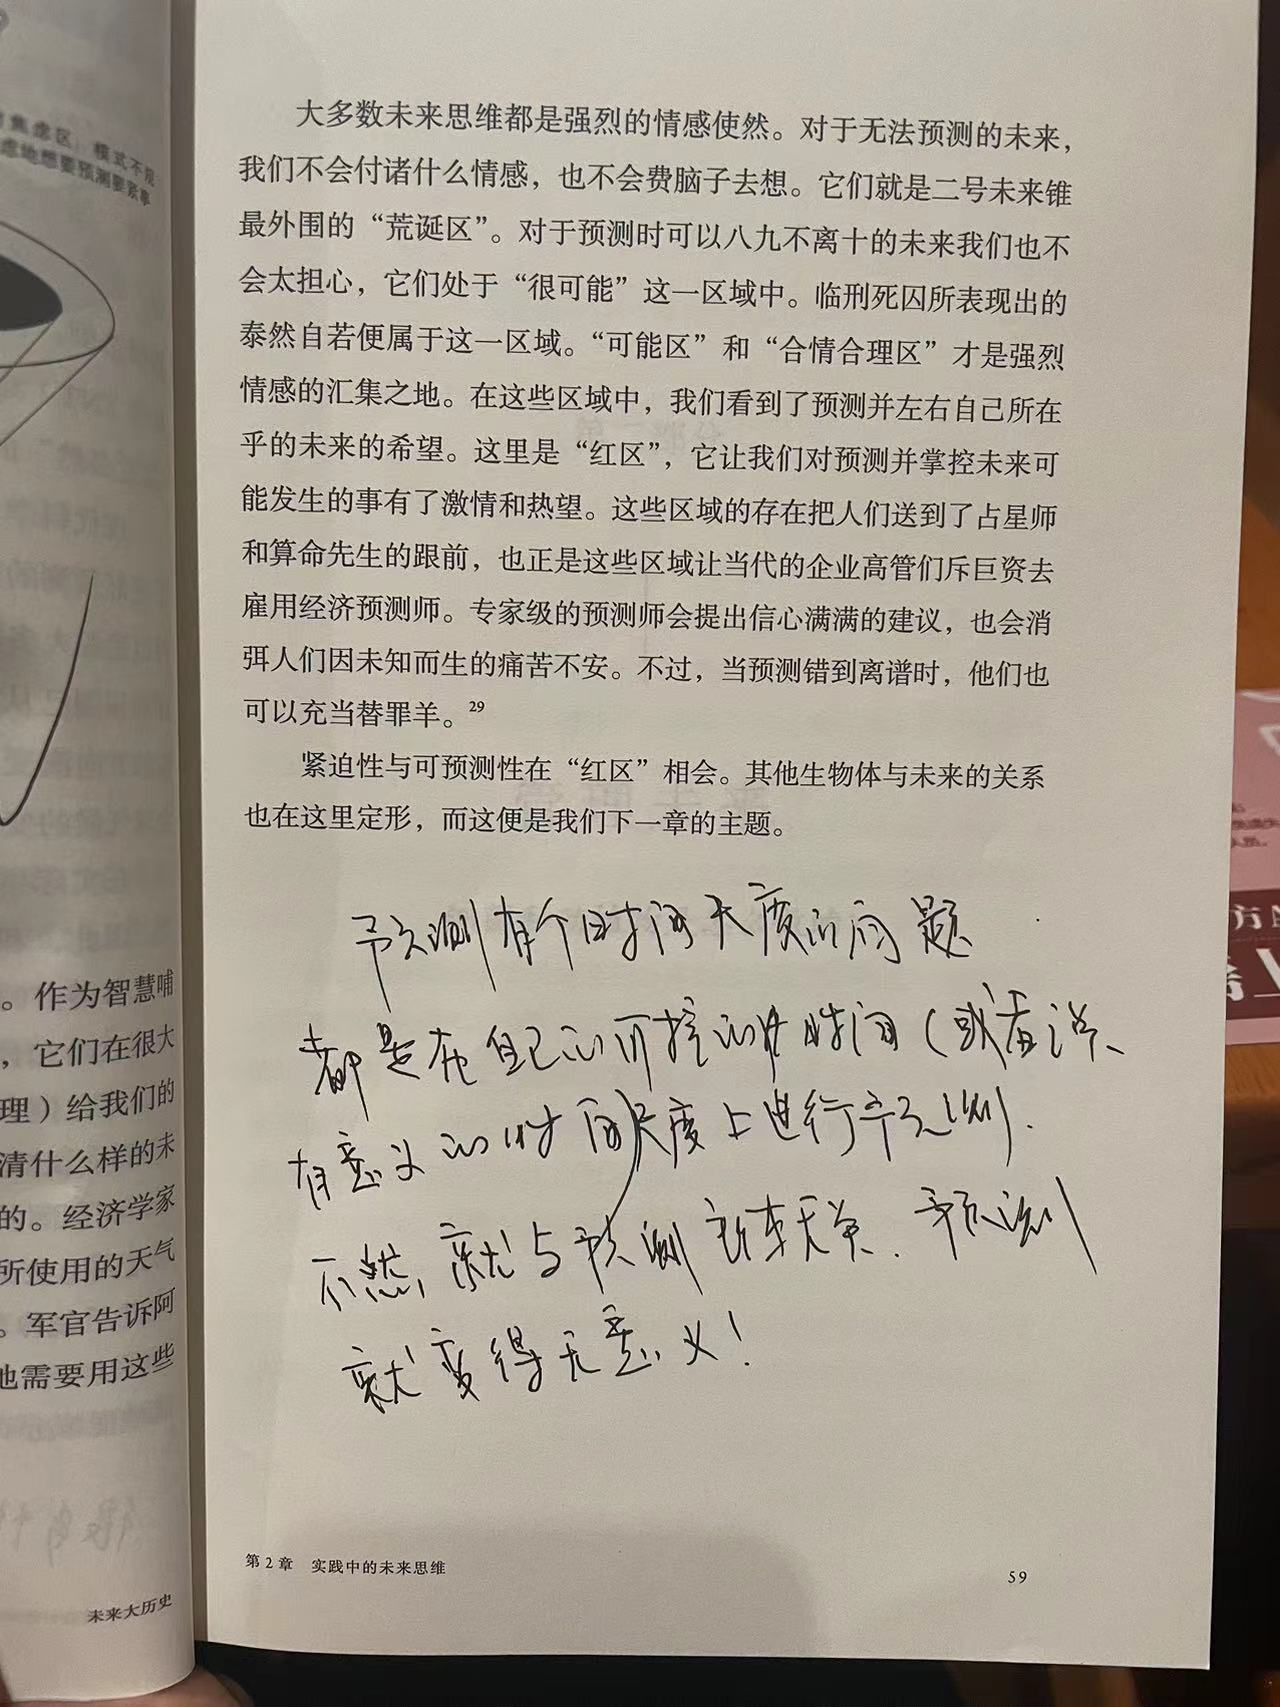 焦虑区，模式不
虑地想要预测要紧事
。作为智慧哺
，它们在很大
理）给我们的
清什么样的未
的。经济学家
所使用的天气
。军官告诉阿
地需要用这些
未来大历史
大多数未来思维都是强烈的情感使然。对于无法预测的未来，
我们不会付诸什么情感，也不会费脑子去想。它们就是二号未来锥
最外围的“荒诞区”。对于预测时可以八九不离十的未来我们也不
会太担心，它们处于“很可能”这一区域中。临刑死囚所表现出的
泰然自若便属于这一区域。“可能区”和“合情合理区”才是强烈
情感的汇集之地。在这些区域中，我们看到了预测并左右自己所在
乎的未来的希望。这里是“红区”，它让我们对预测并掌控未来可
能发生的事有了激情和热望。这些区域的存在把人们送到了占星师
和算命先生的跟前，也正是这些区域让当代的企业高管们斥巨资去
雇用经济预测师。专家级的预测师会提出信心满满的建议，也会消
弭人们因未知而生的痛苦不安。不过，当预测错到离谱时，他们也
可以充当替罪羊。29
紧迫性与可预测性在“红区”相会。其他生物体与未来的关系
也在这里定形，而这便是我们下一章的主题。
预测有个时间尺度的问题
都是在自己的可控的时间（或者说、
有意义的时间尺度上进行预测.
不然，就与预测 无关、预测
就变得无意义！
第2章 实践中的未来思维
59